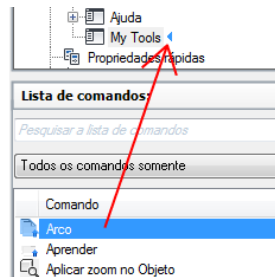 Ajuda
My Tools
Propriedades rápidas
Lista de comandos:
Pesquisar a lista de comandos
Todos os comandos somente
Comando
Arco
Aprender
Aplicar zoom no Objeto